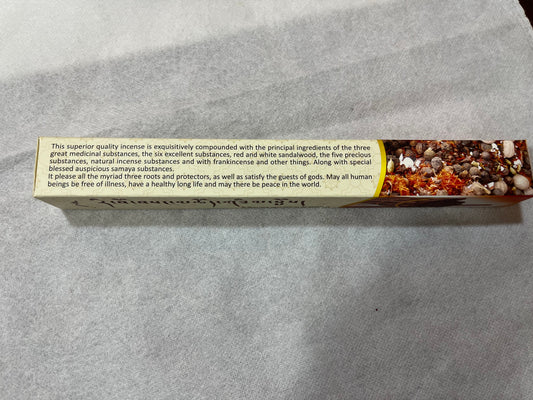 This superior quality incense is exquisitively compounded with the principal ingredients of the three
great medicinal substances, the six excellent substances, red and white sandalwood, the five precious
substances, natural incense substances and with frankincense and other things. Along with special
blessed auspicious samaya substances.
It please all the myriad three roots and protectors, as well as satisfy the guests of gods. May all human
beings be free of illness, have a healthy long life and may there be peace in the world.